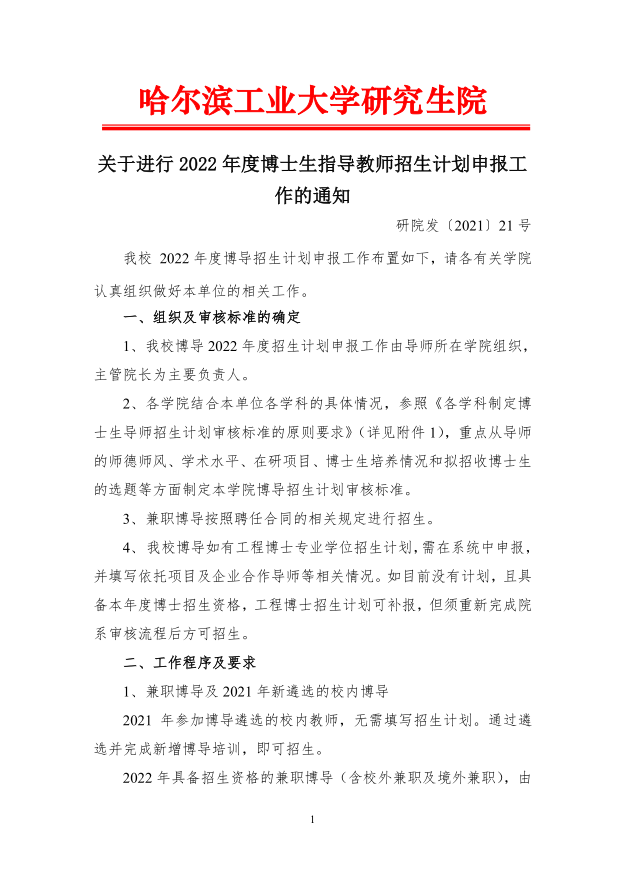 哈尔滨工业大学研究生院
关于进行 2022 年度博士生指导教师招生计划申报工
作的通知
研院发〔2021〕21 号
我校 2022 年度博导招生计划申报工作布置如下，请各有关学院
认真组织做好本单位的相关工作。
一、组织及审核标准的确定
1、我校博导 2022 年度招生计划申报工作由导师所在学院组织，
主管院长为主要负责人。
2、各学院结合本单位各学科的具体情况，参照《各学科制定博
士生导师招生计划审核标准的原则要求》（详见附件 1），重点从导师
的师德师风、学术水平、在研项目、博士生培养情况和拟招收博士生
的选题等方面制定本学院博导招生计划审核标准。
3、兼职博导按照聘任合同的相关规定进行招生。
4、我校博导如有工程博士专业学位招生计划，需在系统中申报，
并填写依托项目及企业合作导师等相关情况。如目前没有计划，且具
备本年度博士招生资格，工程博士招生计划可补报，但须重新完成院
系审核流程后方可招生。
二、工作程序及要求
1、兼职博导及 2021 年新遴选的校内博导
2021 年参加博导遴选的校内教师，无需填写招生计划。通过遴
选并完成新增博导培训，即可招生。
2022 年具备招生资格的兼职博导（含校外兼职及境外兼职），由
1